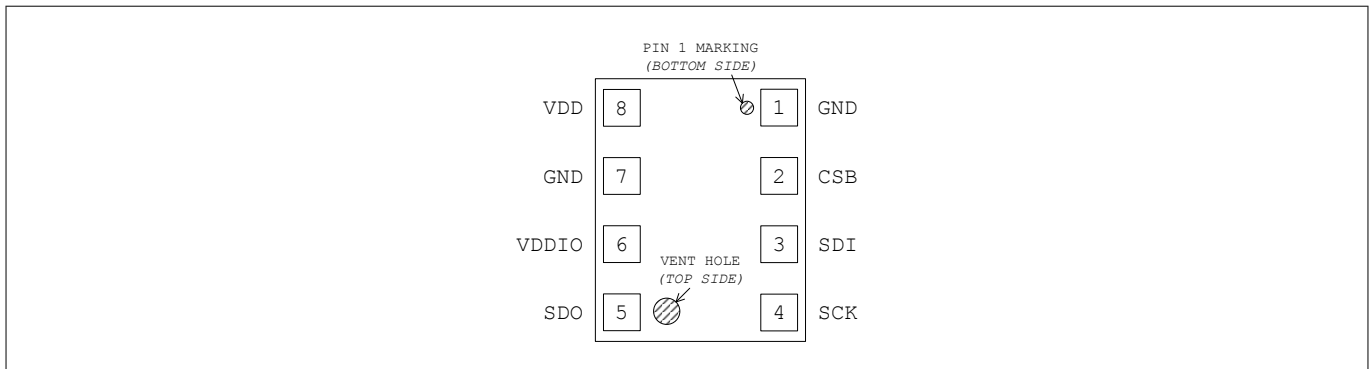 PIN 1 MARKING
(BOTTOM SIDE)
VDD 8 1 GND
GND 7 2 CSB
VDDIO 6 3 SDI
VENT HOLE
(TOP SIDE)
SDO 5 4 SCK